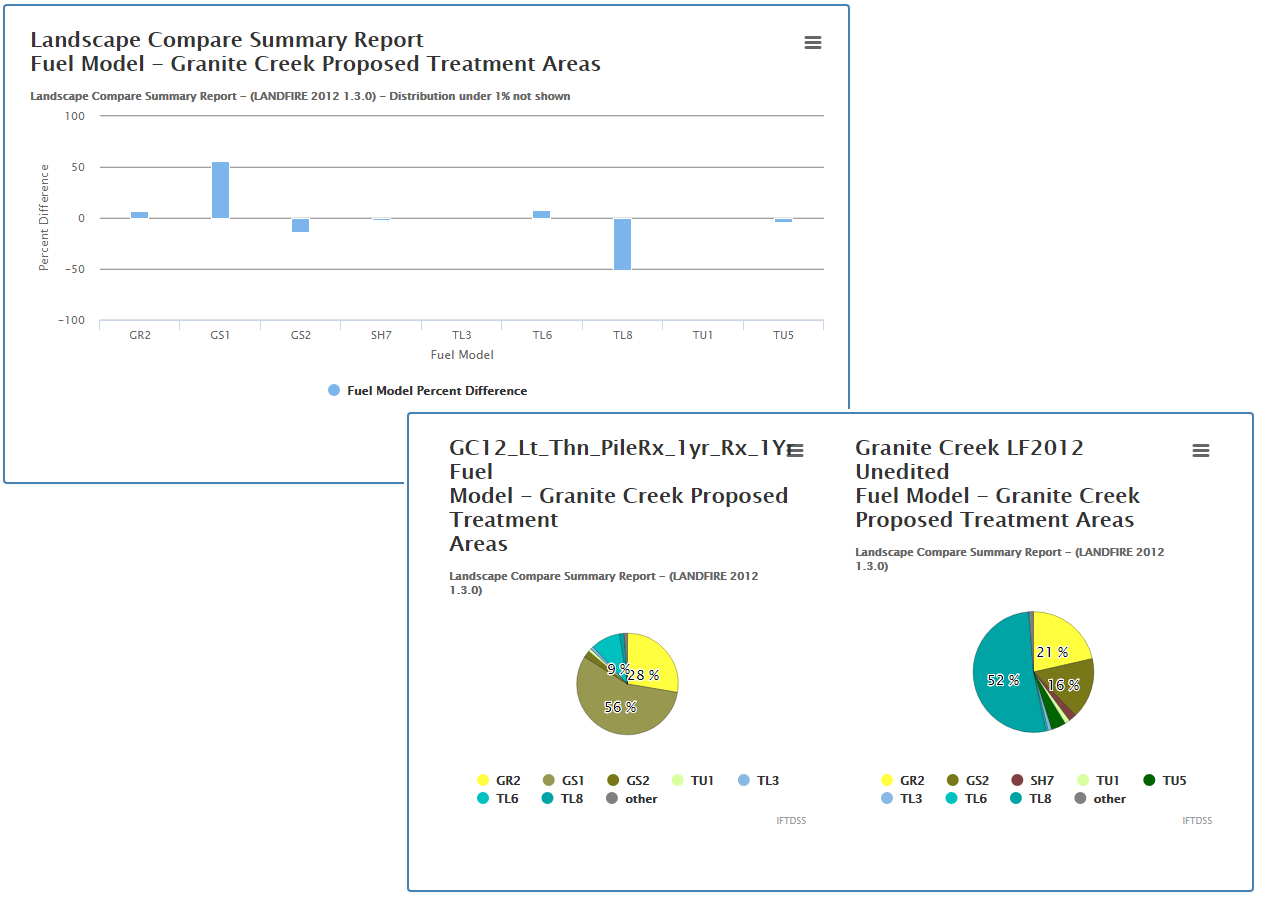 Landscape Compare Summary Report
Fuel Model – Granite Creek Proposed Treatment Areas
Landscape Compare Summary Report – (LANDFIRE 2012 1.3.0) – Distribution under 1% not shown
100
50
0
−50
−100
Percent Difference
GR2 GS1 GS2 SH7 TL3 TL6 TL8 TU1 TU5
Fuel Model
Fuel Model Percent Difference
GC12_Lt_Thn_PileRx_1yr_Rx_1Yr
Fuel
Model – Granite Creek Proposed
Treatment
Areas
Landscape Compare Summary Report – (LANDFIRE 2012
1.3.0)
9 %
28 %
56 %
GR2 GS1 GS2 TU1 TL3
TL6 TL8 other
IFTDSS
Granite Creek LF2012
Unedited
Fuel Model – Granite Creek
Proposed Treatment Areas
Landscape Compare Summary Report – (LANDFIRE 2012
1.3.0)
21 %
52 %
16 %
GR2 GS2 SH7 TU1 TU5
TL3 TL6 TL8 other
IFTDSS